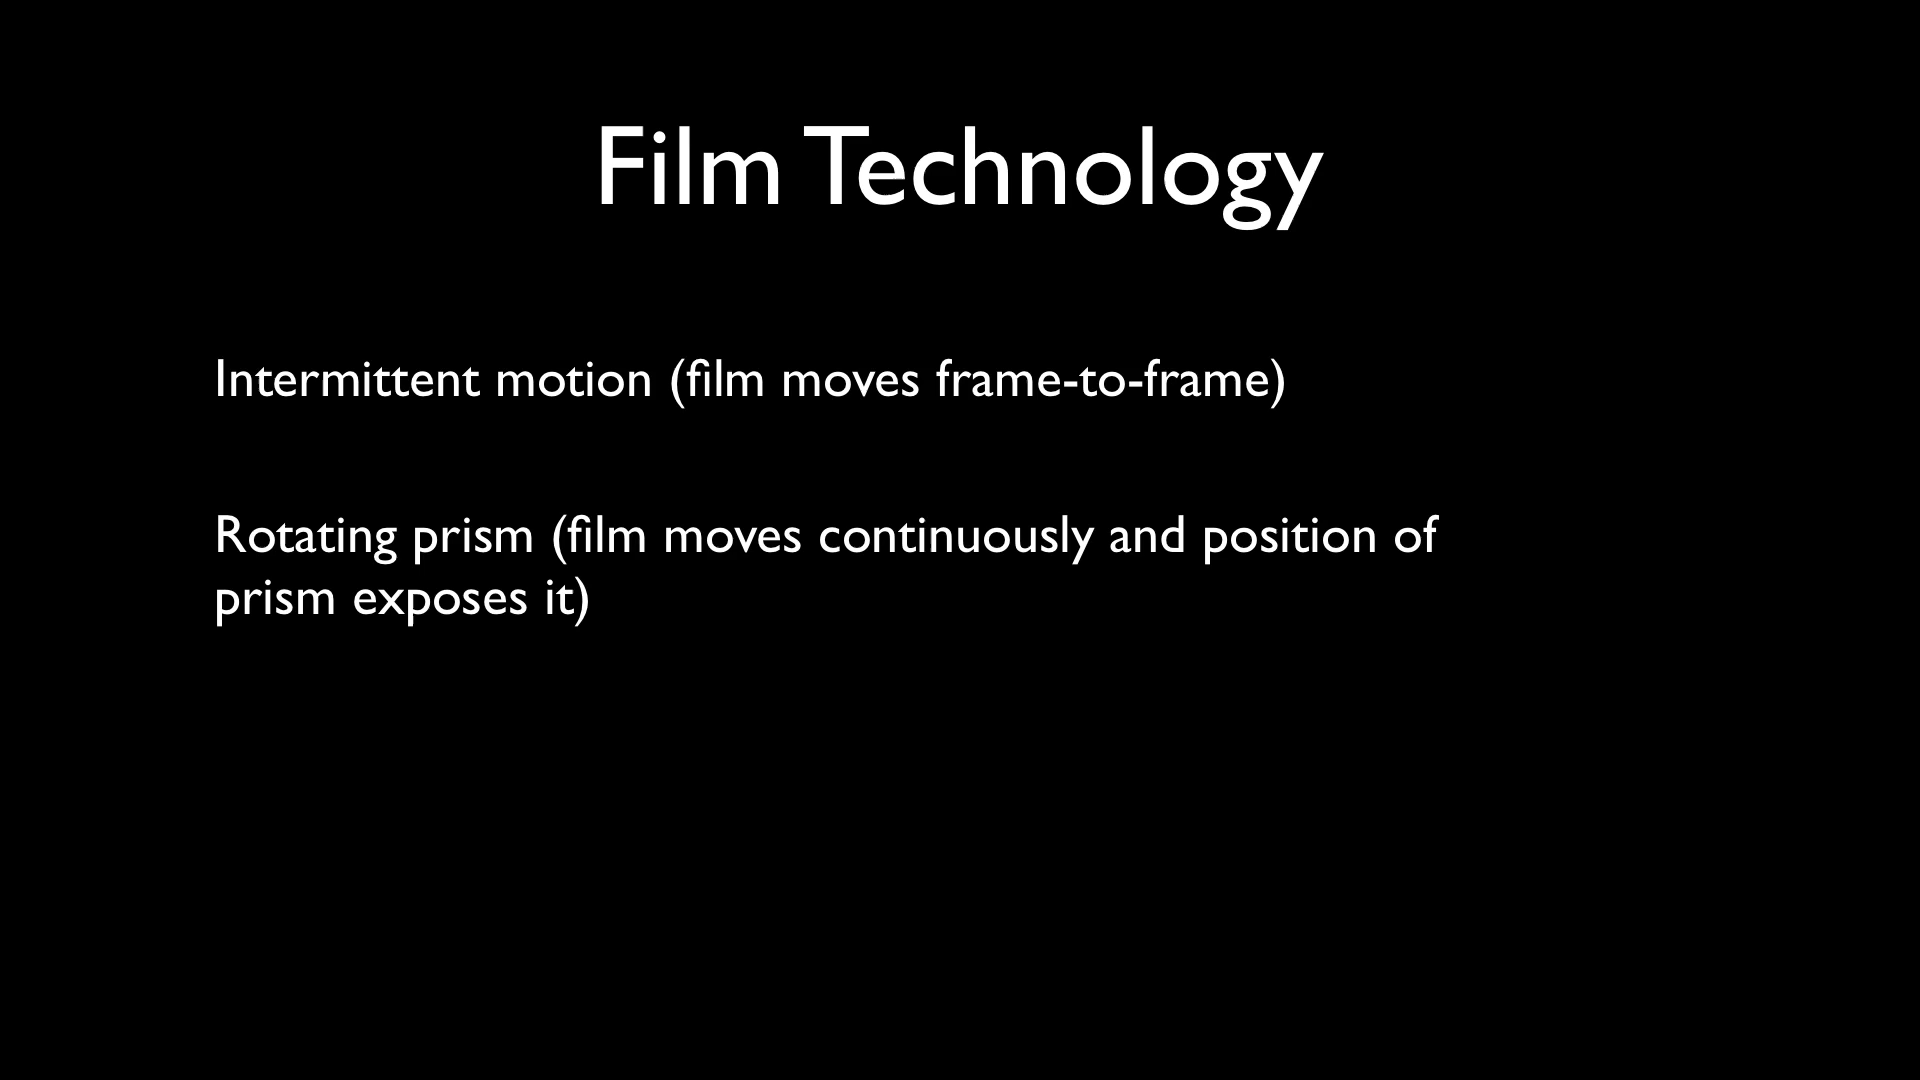 Film Technology
Intermittent motion (film moves frame-to-frame)
Rotating prism (film moves continuously and position of
prism exposes it)